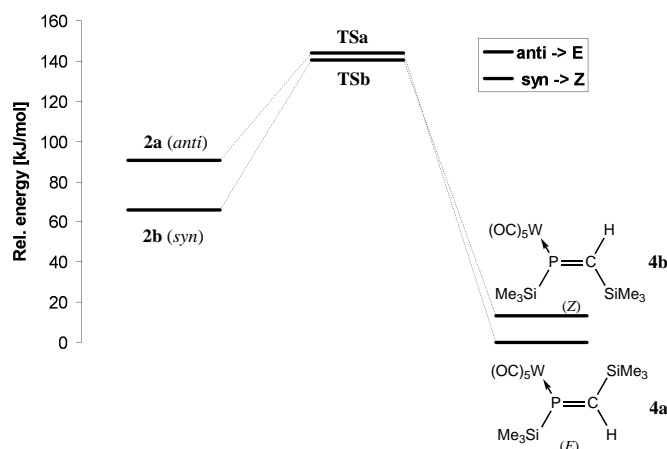 160
140
120
100
80
60
40
20
0
Rel. energy [kJ/mol]
TSa
TSb
anti -> E
syn -> Z
2a (anti)
2b (syn)
H
(OC)5W
P
C
4b
Me3Si
SiMe3
(Z)
SiMe3
(OC)5W
P
C
4a
Me3Si
H
(E)